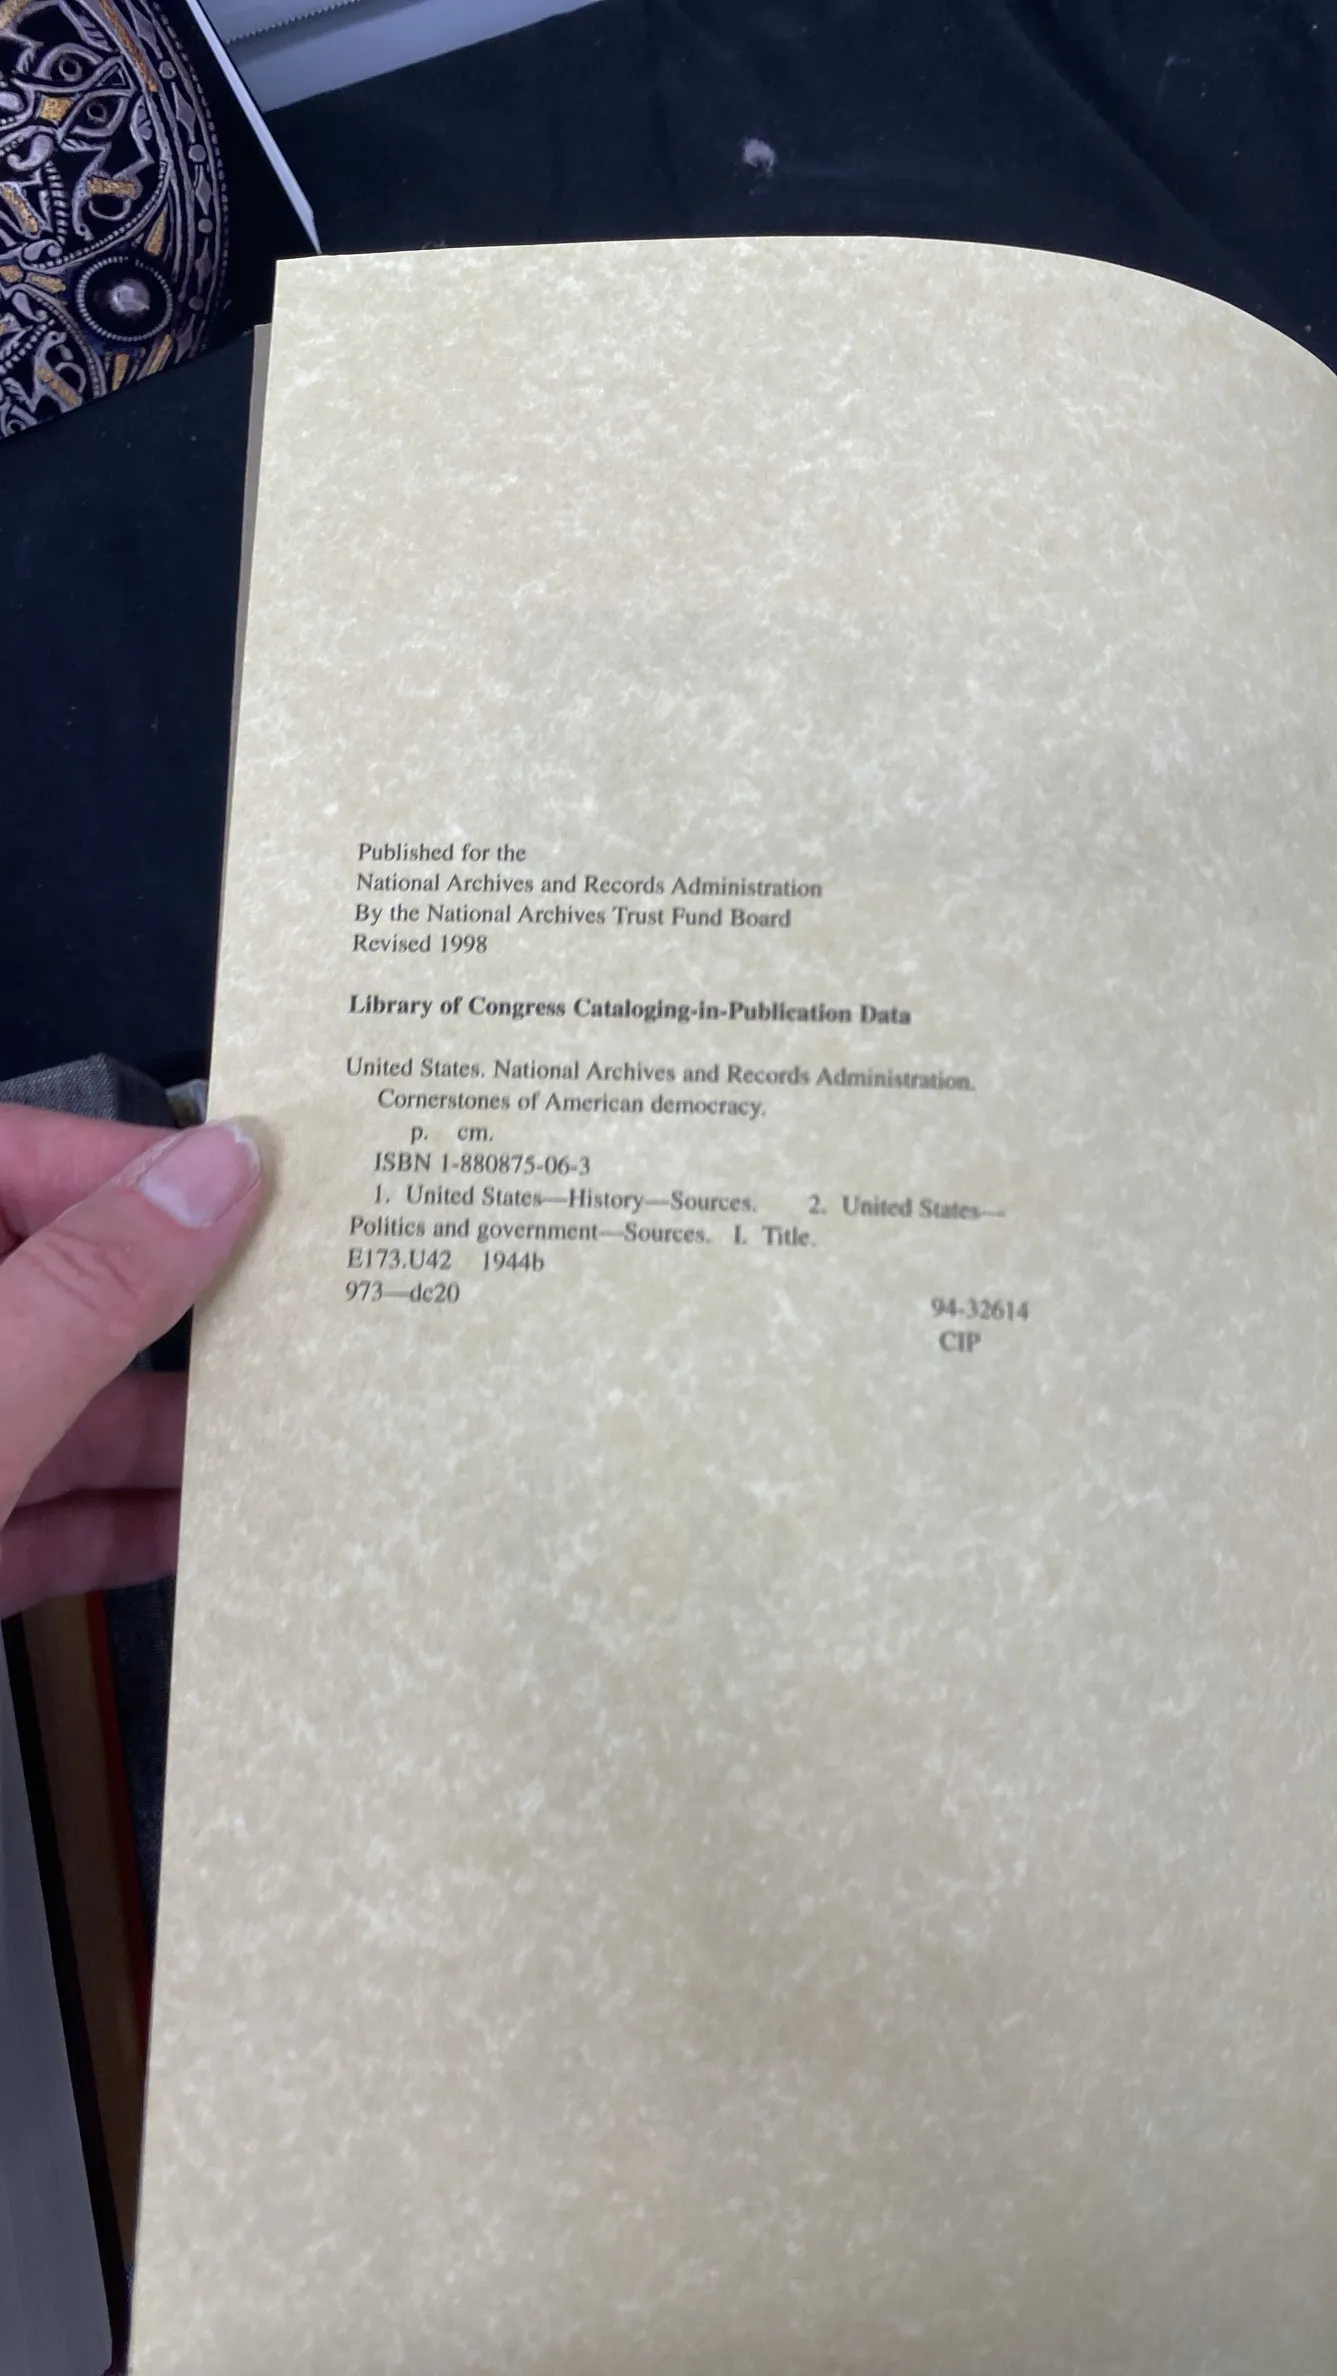 Published for the
National Archives and Records Administration
By the National Archives Trust Fund Board
Revised 1998
Library of Congress Cataloging-in-Publication Data
United States. National Archives and Records Administration.
Cornerstones of American democracy.
p. cm.
ISBN 1-880875-06-3
1. United States—History—Sources. 2. United States—
Politics and government—Sources. I. Title.
E173.U42 1944b
973—dc20
94-32614
CIP